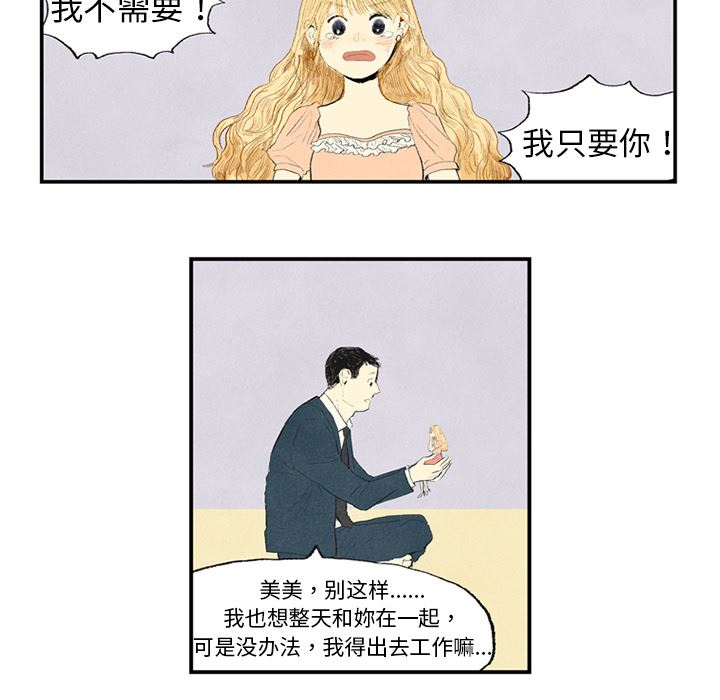 我不需要！
我只要你！
美美，别这样......
我也想整天和妳在一起，
可是没办法，我得出去工作嘛...